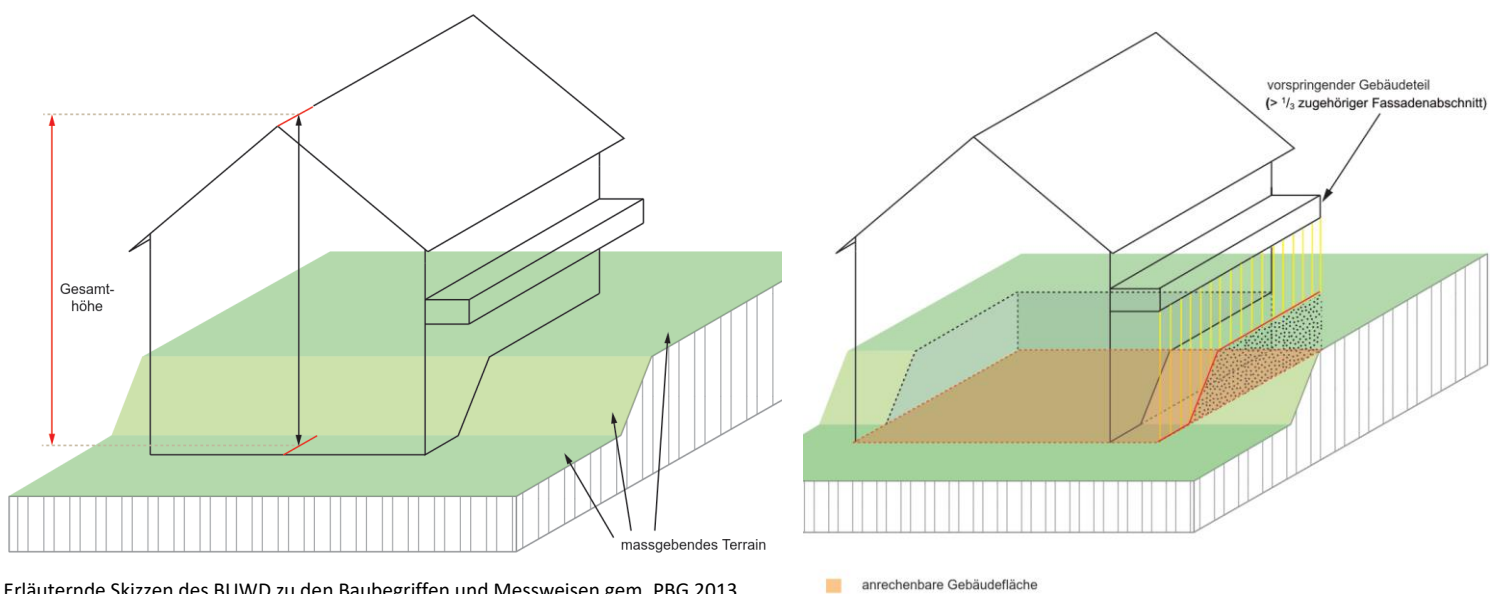 vorspringender Gebäudeteil
(> 1/3 zugehöriger Fassadenabschnitt)
Gesamt-
höhe
massgebendes Terrain
Erläuternde Skizzen des BUWD zu den Baubegriffen und Messweisen gem. PBG 2013
anrechenbare Gebäudefläche